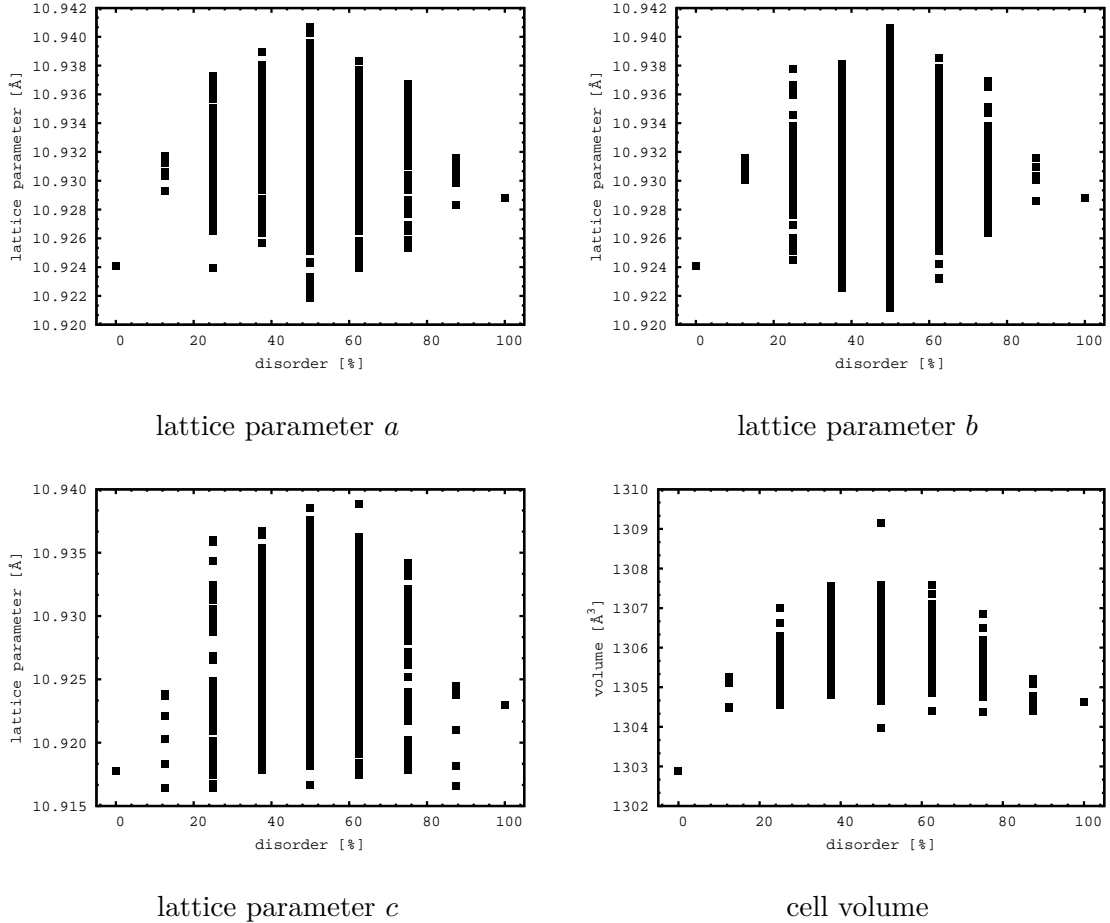 10.942
10.940
10.938
10.936
10.934
10.932
10.930
10.928
10.926
10.924
10.922
10.920
lattice parameter [Å]
0 20 40 60 80 100
disorder [%]
lattice parameter a
10.942
10.940
10.938
10.936
10.934
10.932
10.930
10.928
10.926
10.924
10.922
10.920
lattice parameter [Å]
0 20 40 60 80 100
disorder [%]
lattice parameter b
10.940
10.935
10.930
10.925
10.920
10.915
lattice parameter [Å]
0 20 40 60 80 100
disorder [%]
lattice parameter c
1310
1309
1308
1307
1306
1305
1304
1303
1302
volume [Å³]
0 20 40 60 80 100
disorder [%]
cell volume